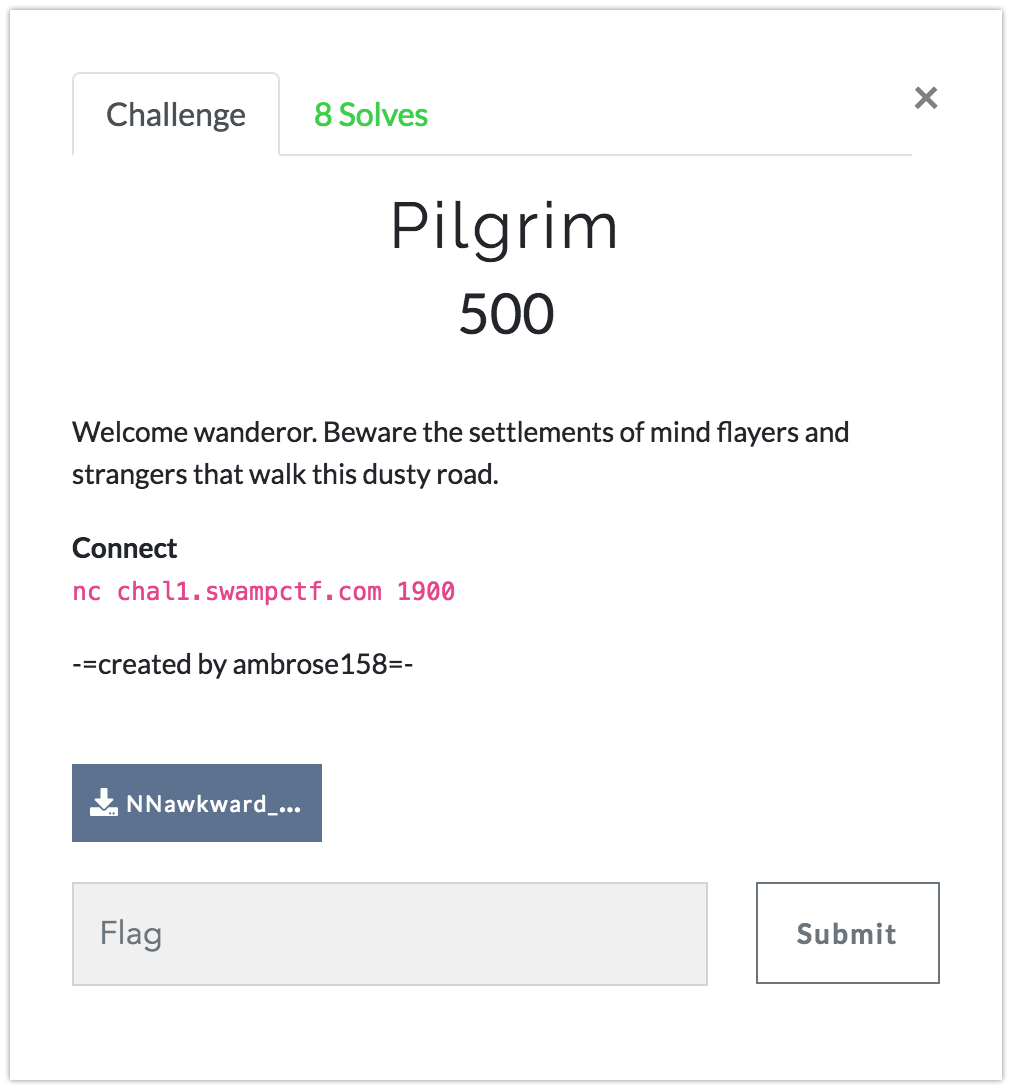 Challenge
8 Solves
×
Pilgrim
500
Welcome wanderor. Beware the settlements of mind flayers and
strangers that walk this dusty road.
Connect
nc chal1.swampctf.com 1900
-=created by ambrose158=-
NNawkward_...
Flag
Submit